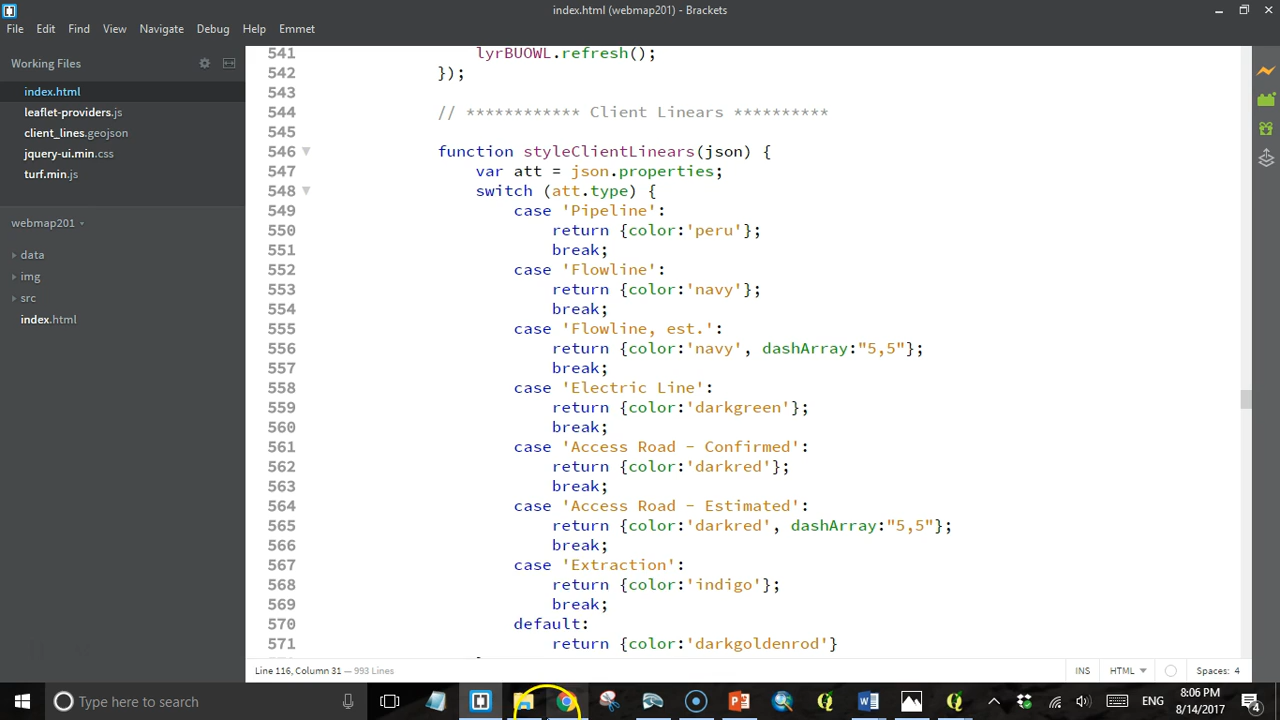 index.html (webmap201) - Brackets
File Edit Find View Navigate Debug Help Emmet
Working Files
index.html
leaflet-providers.js
client_lines.geojson
jquery-ui.min.css
turf.min.js
webmap201
data
img
src
index.html
541 lyrBUOWL.refresh();
542 });
543
544 // ************ Client Linears **********
545
546 function styleClientLinears(json) {
547 var att = json.properties;
548 switch (att.type) {
549 case 'Pipeline':
550 return {color:'peru'};
551 break;
552 case 'Flowline':
553 return {color:'navy'};
554 break;
555 case 'Flowline, est.':
556 return {color:'navy', dashArray:"5,5"};
557 break;
558 case 'Electric Line':
559 return {color:'darkgreen'};
560 break;
561 case 'Access Road - Confirmed':
562 return {color:'darkred'};
563 break;
564 case 'Access Road - Estimated':
565 return {color:'darkred', dashArray:"5,5"};
566 break;
567 case 'Extraction':
568 return {color:'indigo'};
569 break;
570 default:
571 return {color:'darkgoldenrod'}
Line 116, Column 31 — 993 Lines
INS HTML Spaces: 4
Type here to search
ENG
8:06 PM
8/14/2017